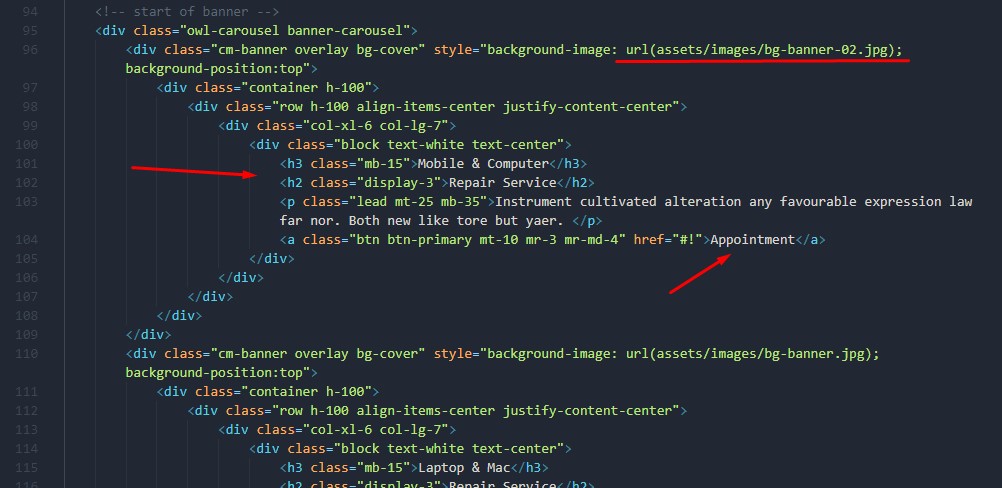 94 <!-- start of banner -->
95 <div class="owl-carousel banner-carousel">
96 <div class="cm-banner overlay bg-cover" style="background-image: url(assets/images/bg-banner-02.jpg);
background-position:top">
97 <div class="container h-100">
98 <div class="row h-100 align-items-center justify-content-center">
99 <div class="col-xl-6 col-lg-7">
100 <div class="block text-white text-center">
101 <h3 class="mb-15">Mobile & Computer</h3>
102 <h2 class="display-3">Repair Service</h2>
103 <p class="lead mt-25 mb-35">Instrument cultivated alteration any favourable expression law
far nor. Both new like tore but yaer. </p>
104 <a class="btn btn-primary mt-10 mr-3 mr-md-4" href="#!">Appointment</a>
105 </div>
106 </div>
107 </div>
108 </div>
109 </div>
110 <div class="cm-banner overlay bg-cover" style="background-image: url(assets/images/bg-banner.jpg);
background-position:top">
111 <div class="container h-100">
112 <div class="row h-100 align-items-center justify-content-center">
113 <div class="col-xl-6 col-lg-7">
114 <div class="block text-white text-center">
115 <h3 class="mb-15">Laptop & Mac</h3>
116 <h2 class="display-3">Repair Service</h2>